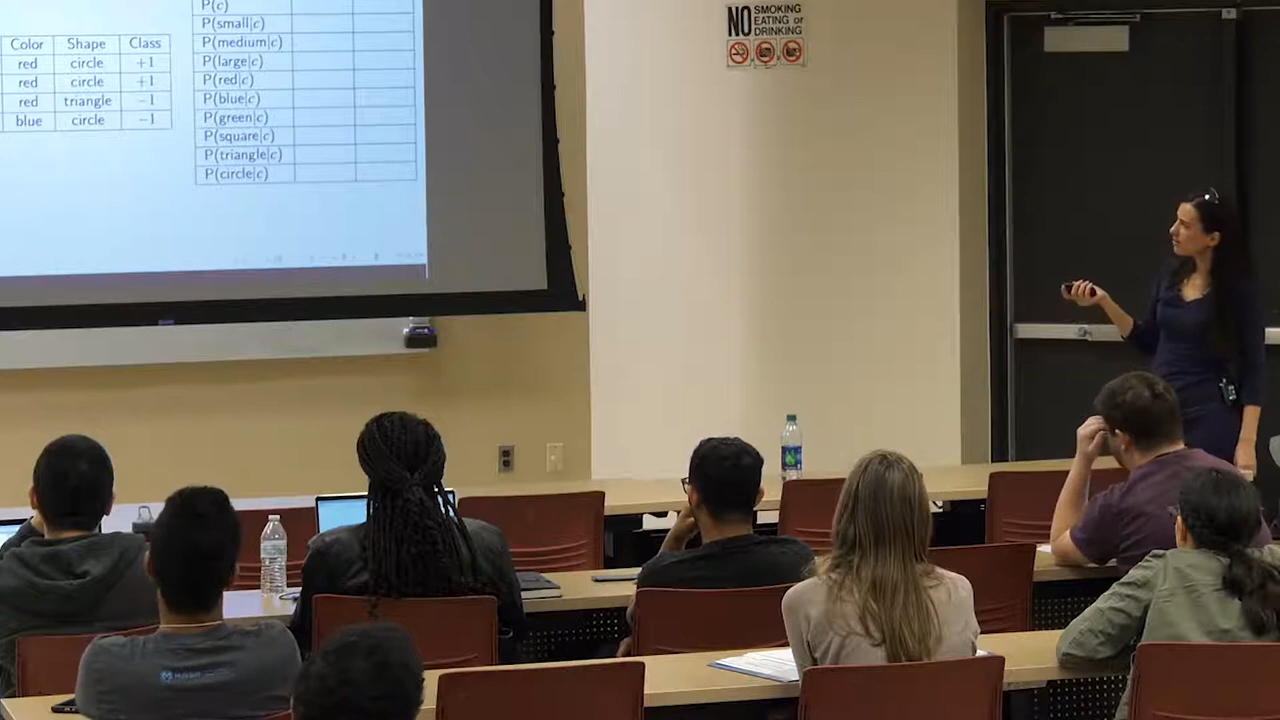 Color Shape Class
red circle +1
red circle +1
red triangle −1
blue circle −1
P(c)
P(small|c)
P(medium|c)
P(large|c)
P(red|c)
P(blue|c)
P(green|c)
P(square|c)
P(triangle|c)
P(circle|c)
NO SMOKING
EATING or
DRINKING